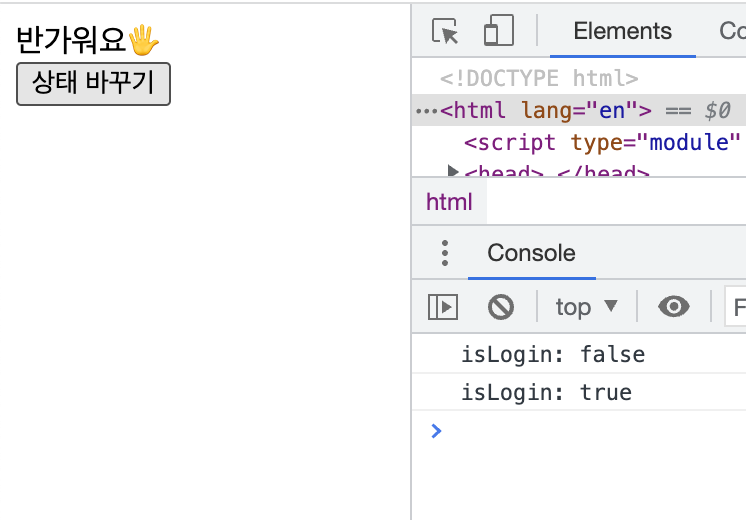 반가워요🖐
상태 바꾸기
Elements Co
<!DOCTYPE html>
•••<html lang="en"> == $0
<script type="module"
▶<head> </head>
html
Console
top ▼ F
isLogin: false
isLogin: true
>